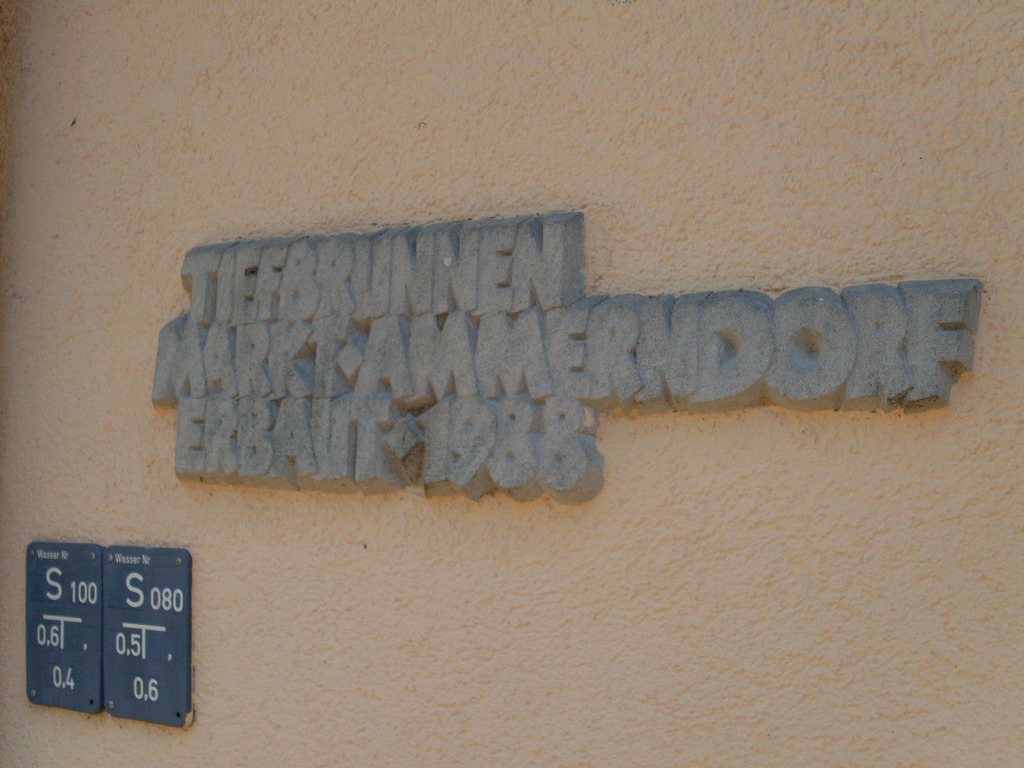 TIEFBRUNNEN
MARKT·AMMERNDORF
ERBAUT·1988
Wasser Nr
S 100
0,6 ,
0,4
Wasser Nr
S 080
0,5 ,
0,6